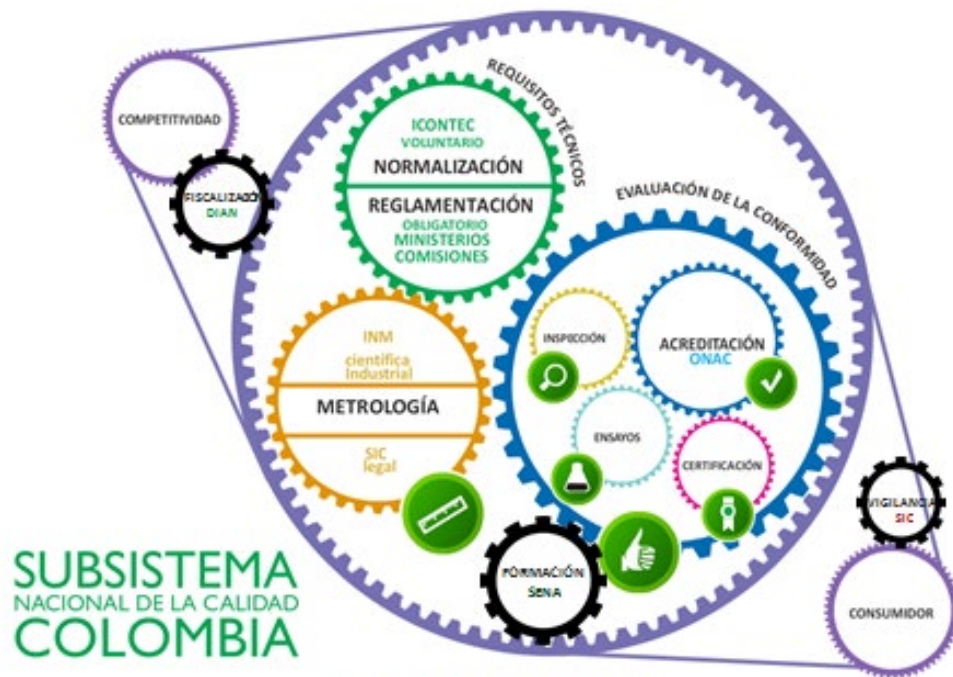 COMPETITIVIDAD
FISCALIZACIÓN
DIAN
REQUISITOS TÉCNICOS
ICONTEC
VOLUNTARIO
NORMALIZACIÓN
REGLAMENTACIÓN
OBLIGATORIO
MINISTERIOS
COMISIONES
EVALUACIÓN DE LA CONFORMIDAD
INSPECCIÓN
ACREDITACIÓN
ONAC
ENSAYOS
CERTIFICACIÓN
INM
científica
Industrial
METROLOGÍA
SIC
legal
FORMACIÓN
SENA
VIGILANCIA
SIC
CONSUMIDOR
SUBSISTEMA
NACIONAL DE LA CALIDAD
COLOMBIA